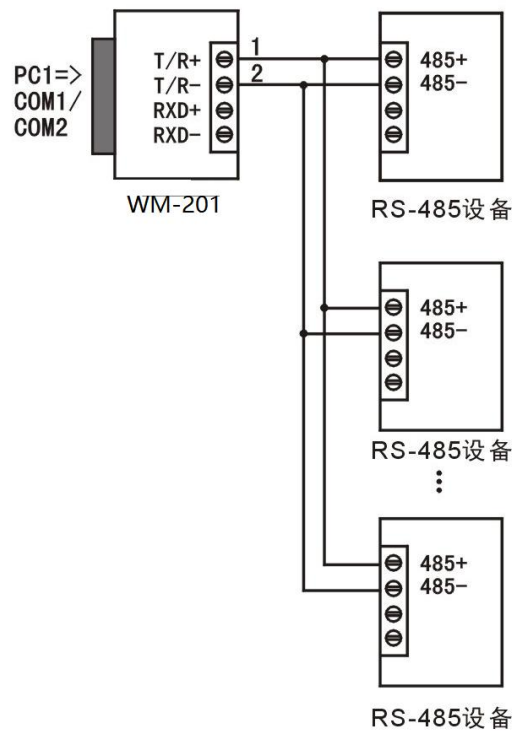 PC1=>
COM1/
COM2
T/R+
T/R-
RXD+
RXD-
1
2
WM-201
485+
485-
RS-485设备
485+
485-
RS-485设备
⋮
485+
485-
RS-485设备